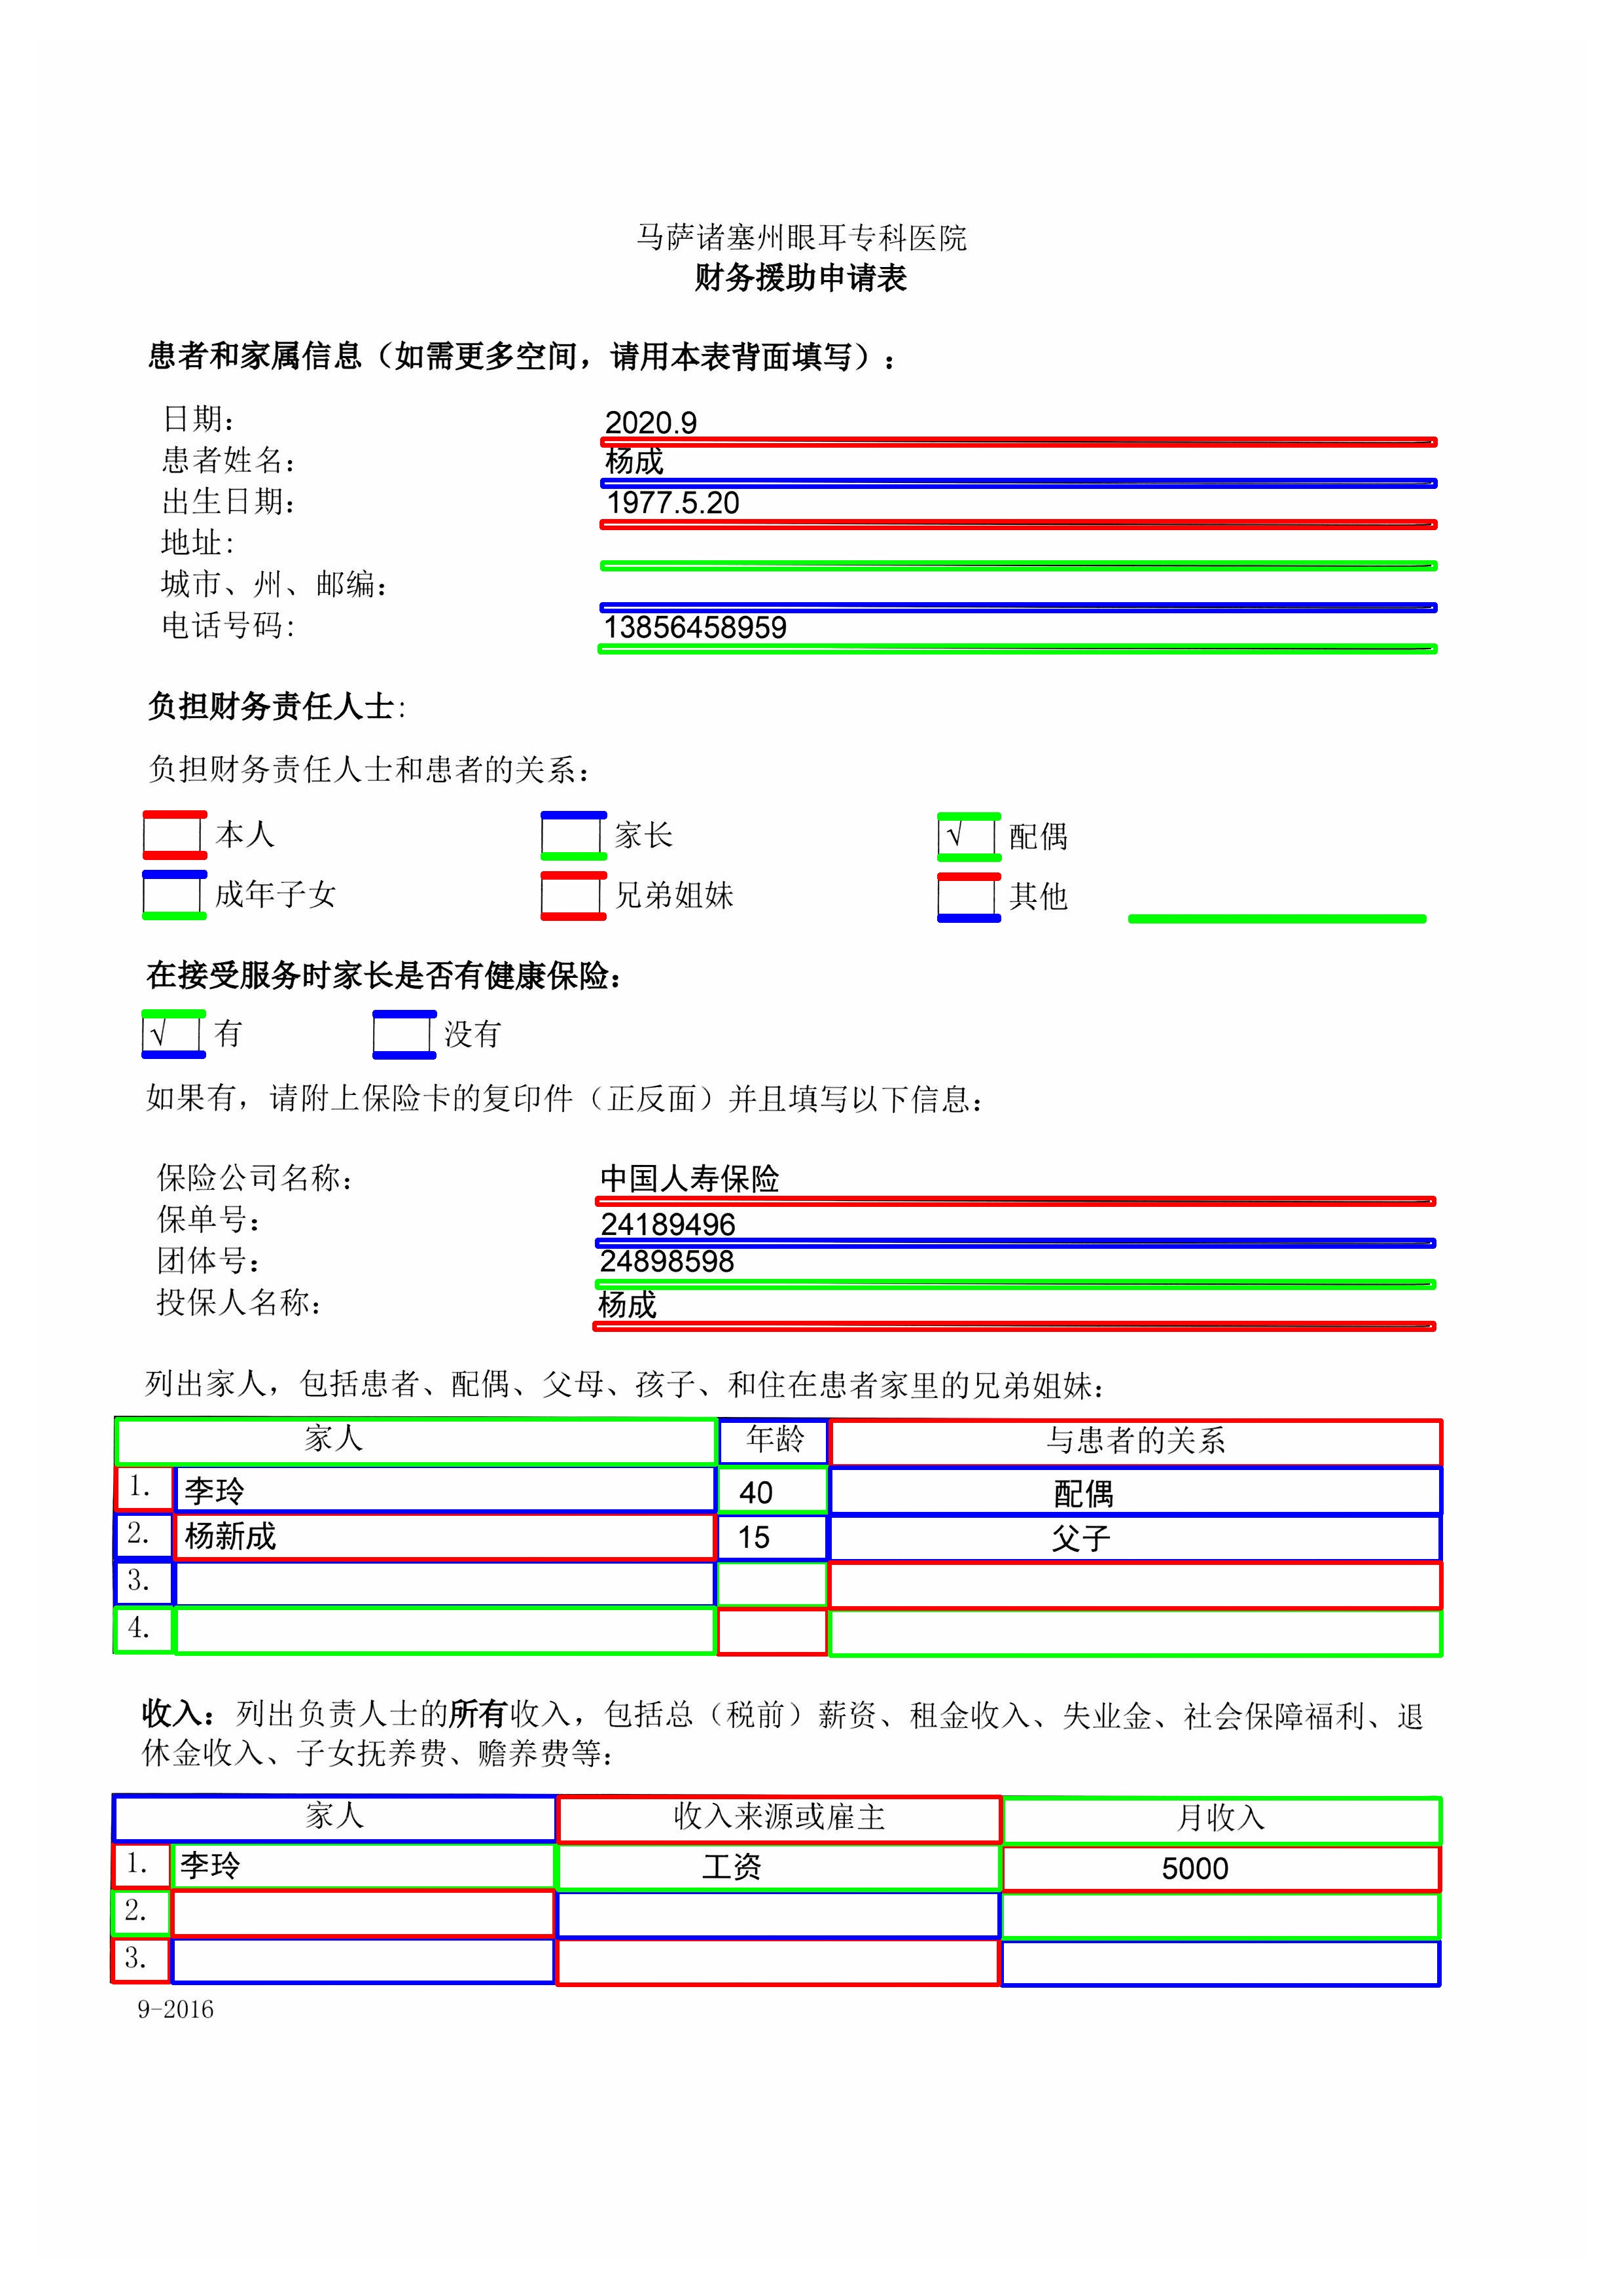 马萨诸塞州眼耳专科医院
财务援助申请表
患者和家属信息（如需更多空间，请用本表背面填写）：
日期： 2020.9
患者姓名： 杨成
出生日期： 1977.5.20
地址：
城市、州、邮编：
电话号码： 13856458959
负担财务责任人士：
负担财务责任人士和患者的关系：
本人 家长 √ 配偶
成年子女 兄弟姐妹 其他
在接受服务时家长是否有健康保险：
√ 有 没有
如果有，请附上保险卡的复印件（正反面）并且填写以下信息：
保险公司名称： 中国人寿保险
保单号： 24189496
团体号： 24898598
投保人名称： 杨成
列出家人，包括患者、配偶、父母、孩子、和住在患者家里的兄弟姐妹：
家人 年龄 与患者的关系
1. 李玲 40 配偶
2. 杨新成 15 父子
3.
4.
收入：列出负责人士的所有收入，包括总（税前）薪资、租金收入、失业金、社会保障福利、退
休金收入、子女抚养费、赡养费等：
家人 收入来源或雇主 月收入
1. 李玲 工资 5000
2.
3.
9-2016